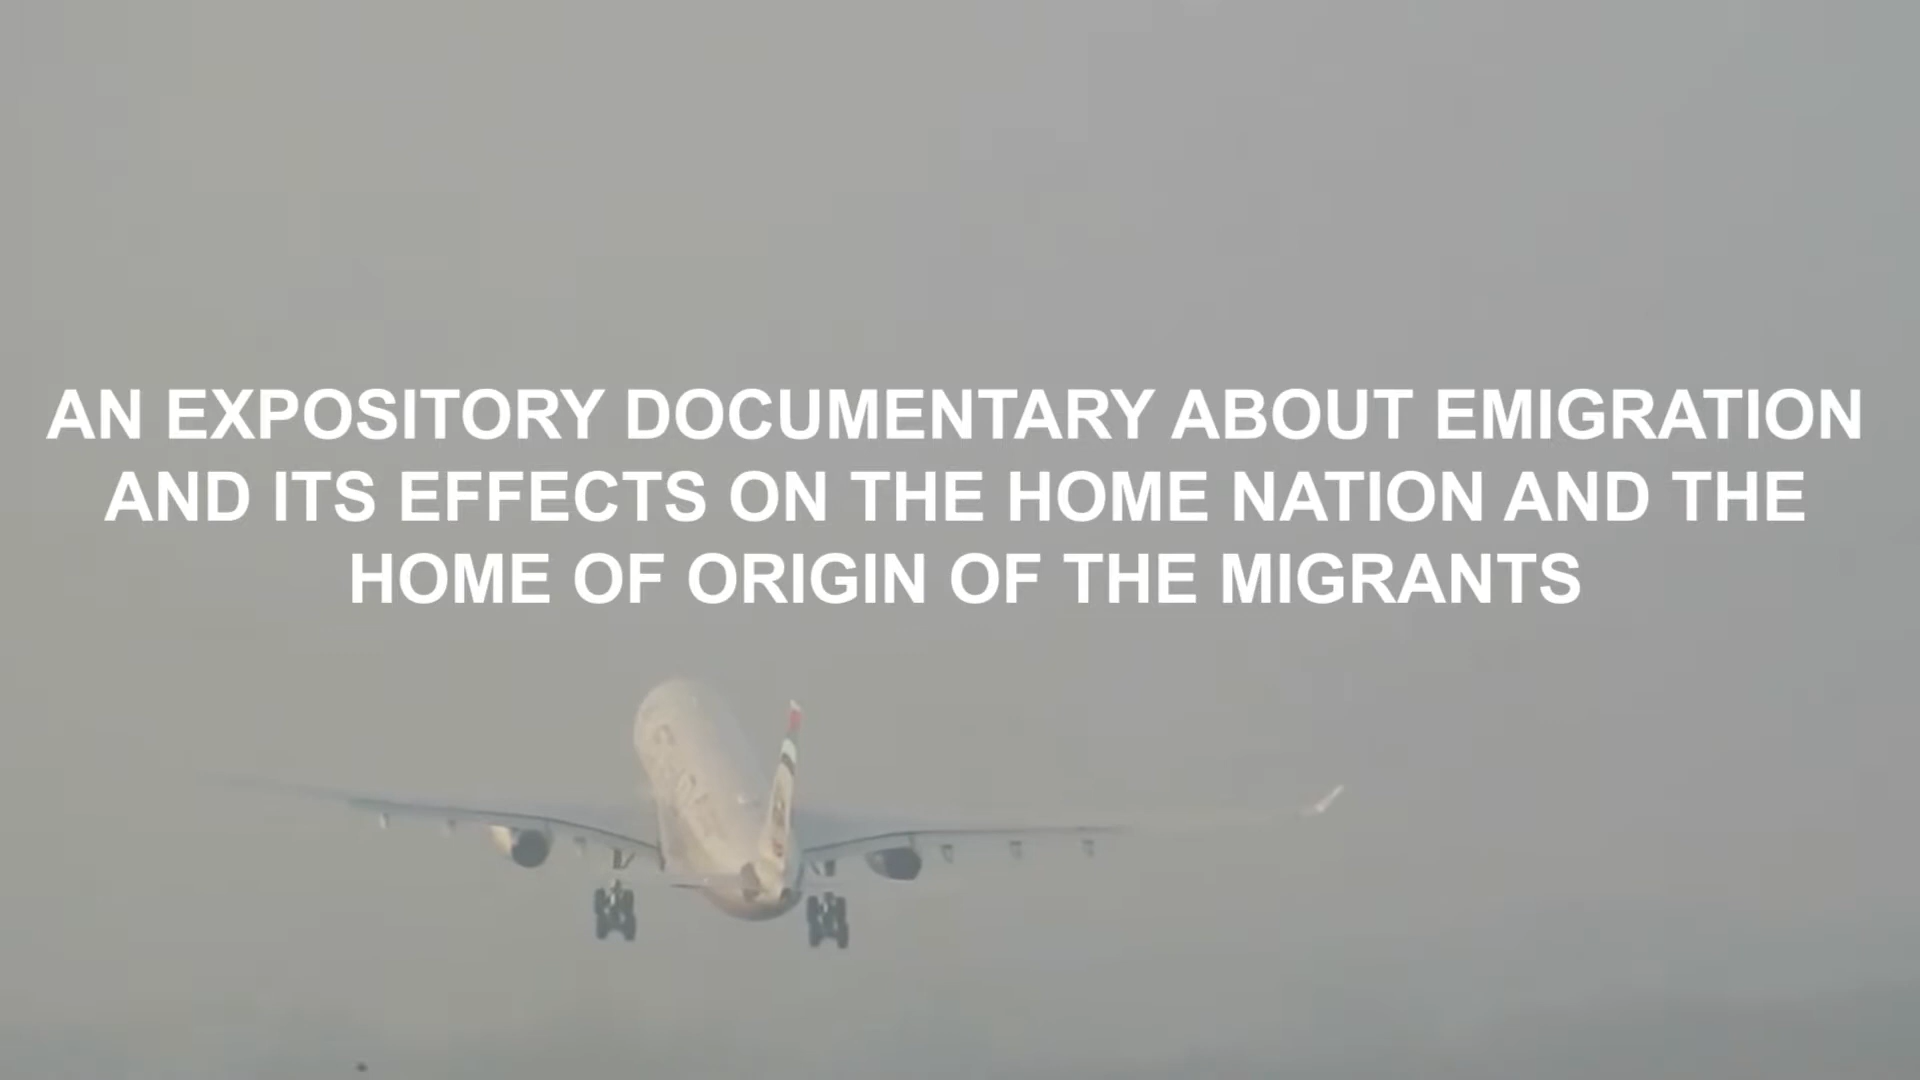 AN EXPOSITORY DOCUMENTARY ABOUT EMIGRATION
AND ITS EFFECTS ON THE HOME NATION AND THE
HOME OF ORIGIN OF THE MIGRANTS